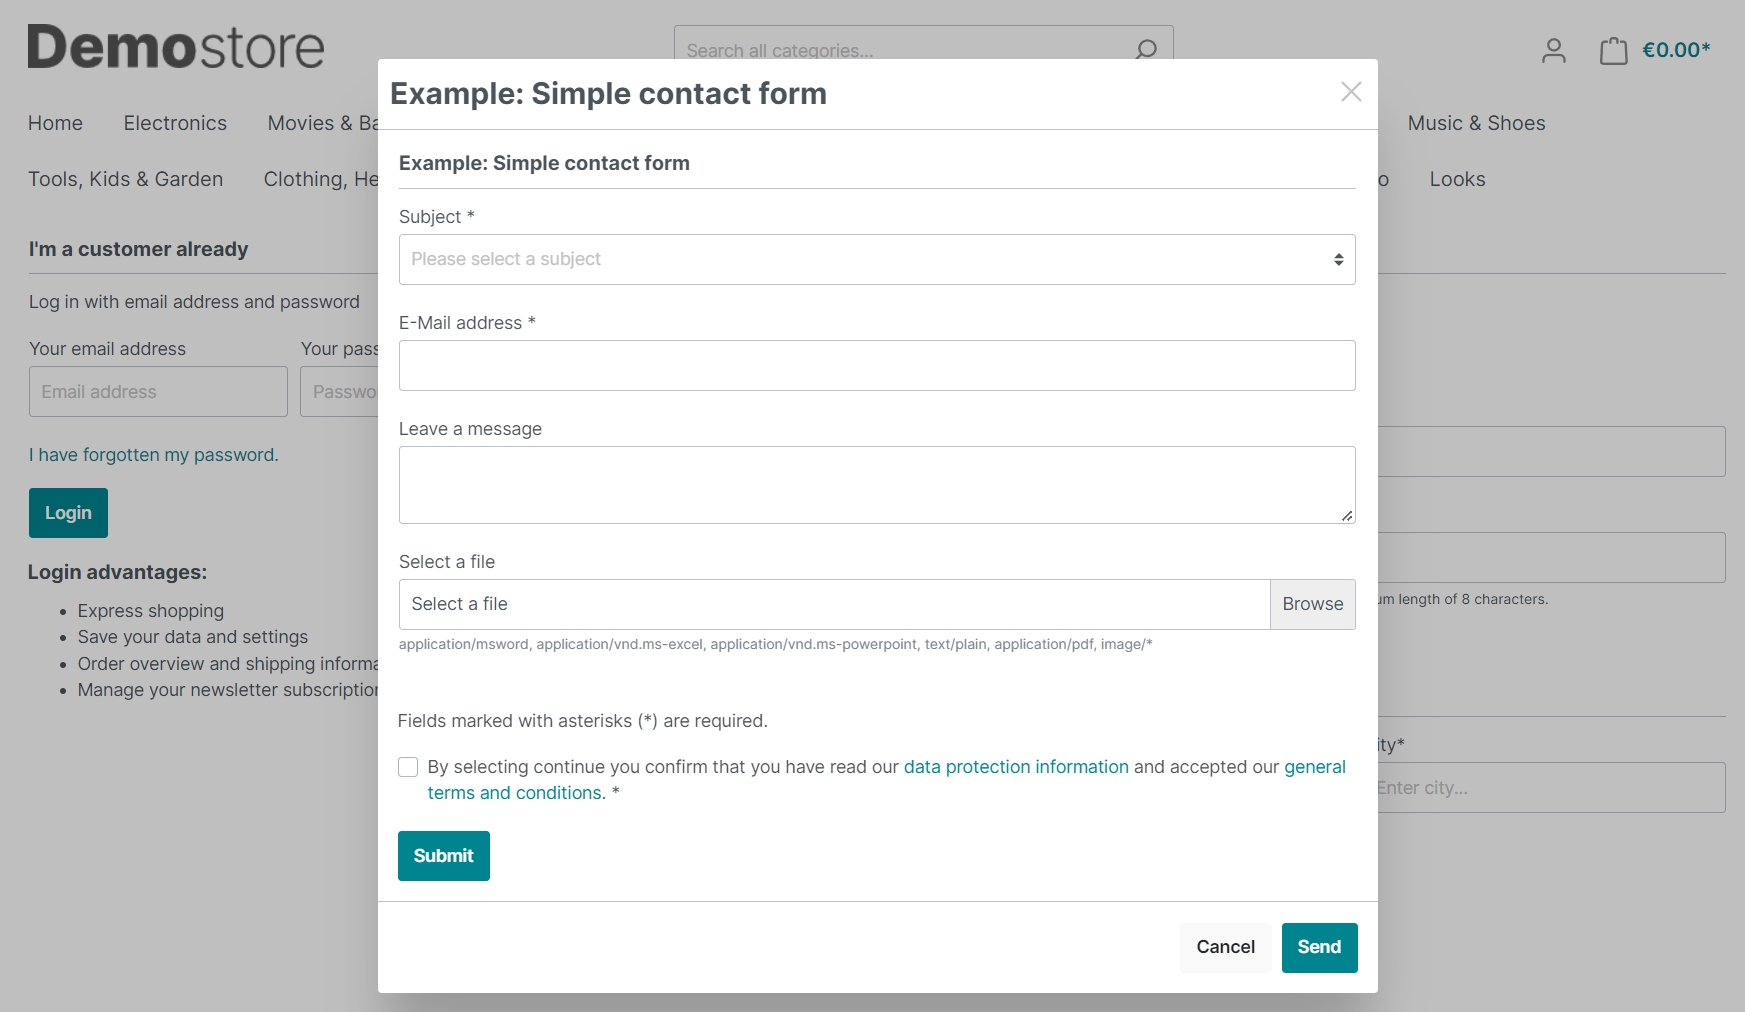 Demostore
Search all categories...
€0.00*
Example: Simple contact form
Home Electronics Movies & Ba
Music & Shoes
Tools, Kids & Garden Clothing, He
o Looks
Example: Simple contact form
Subject *
Please select a subject
E-Mail address *
Leave a message
Select a file
Select a file Browse
application/msword, application/vnd.ms-excel, application/vnd.ms-powerpoint, text/plain, application/pdf, image/*
Fields marked with asterisks (*) are required.
By selecting continue you confirm that you have read our data protection information and accepted our general
terms and conditions. *
Submit
Cancel Send
I'm a customer already
Log in with email address and password
Your email address Your pass
Email address Passwo
I have forgotten my password.
Login
Login advantages:
Express shopping
Save your data and settings
Order overview and shipping informa
Manage your newsletter subscription
um length of 8 characters.
ity*
Enter city...